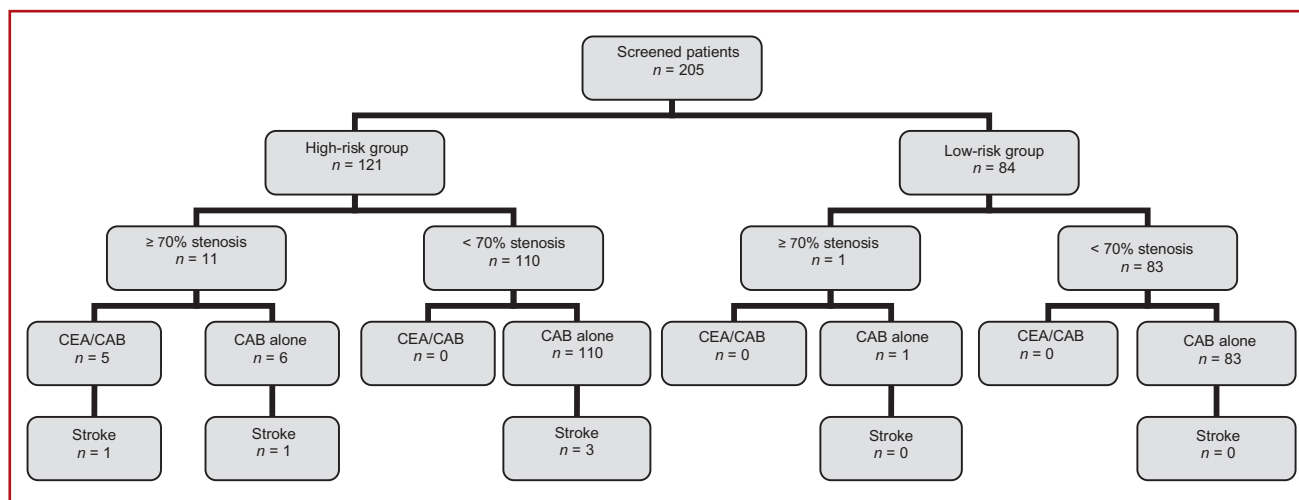 Screened patients
n = 205
High-risk group
n = 121
Low-risk group
n = 84
≥ 70% stenosis
n = 11
< 70% stenosis
n = 110
≥ 70% stenosis
n = 1
< 70% stenosis
n = 83
CEA/CAB
n = 5
CAB alone
n = 6
CEA/CAB
n = 0
CAB alone
n = 110
CEA/CAB
n = 0
CAB alone
n = 1
CEA/CAB
n = 0
CAB alone
n = 83
Stroke
n = 1
Stroke
n = 1
Stroke
n = 3
Stroke
n = 0
Stroke
n = 0